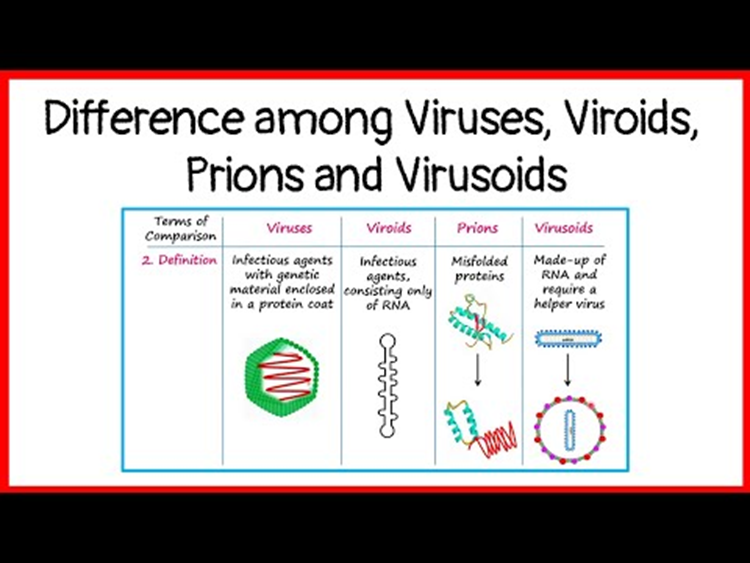 Difference among Viruses, Viroids,
Prions and Virusoids
Terms of
Comparison
Viruses
Viroids
Prions
Virusoids
2. Definition
Infectious agents
with genetic
material enclosed
in a protein coat
Infectious
agents,
consisting only
of RNA
Misfolded
proteins
Made-up of
RNA and
require a
helper virus